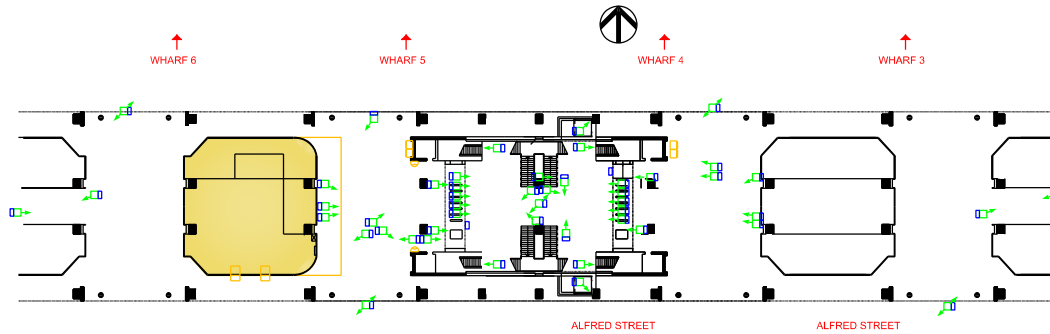 WHARF 6
WHARF 5
WHARF 4
WHARF 3
ALFRED STREET
ALFRED STREET